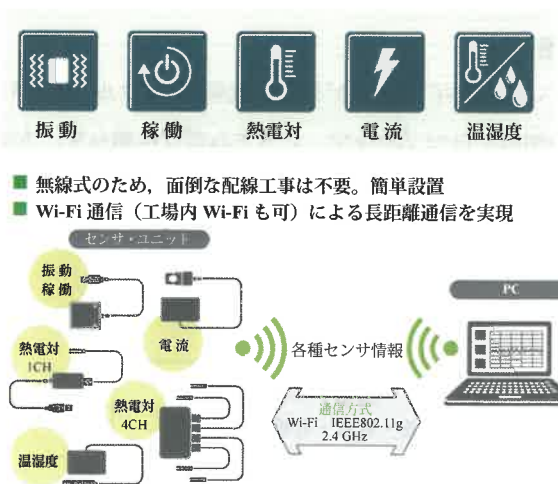 振動
稼働
熱電対
電流
温湿度
■ 無線式のため，面倒な配線工事は不要。簡単設置
■ Wi-Fi 通信（工場内 Wi-Fi も可）による長距離通信を実現
センサ・ユニット
振動
稼働
電流
熱電対
1CH
熱電対
4CH
温湿度
各種センサ情報
通信方式
Wi-Fi IEEE802.11g
2.4 GHz
PC